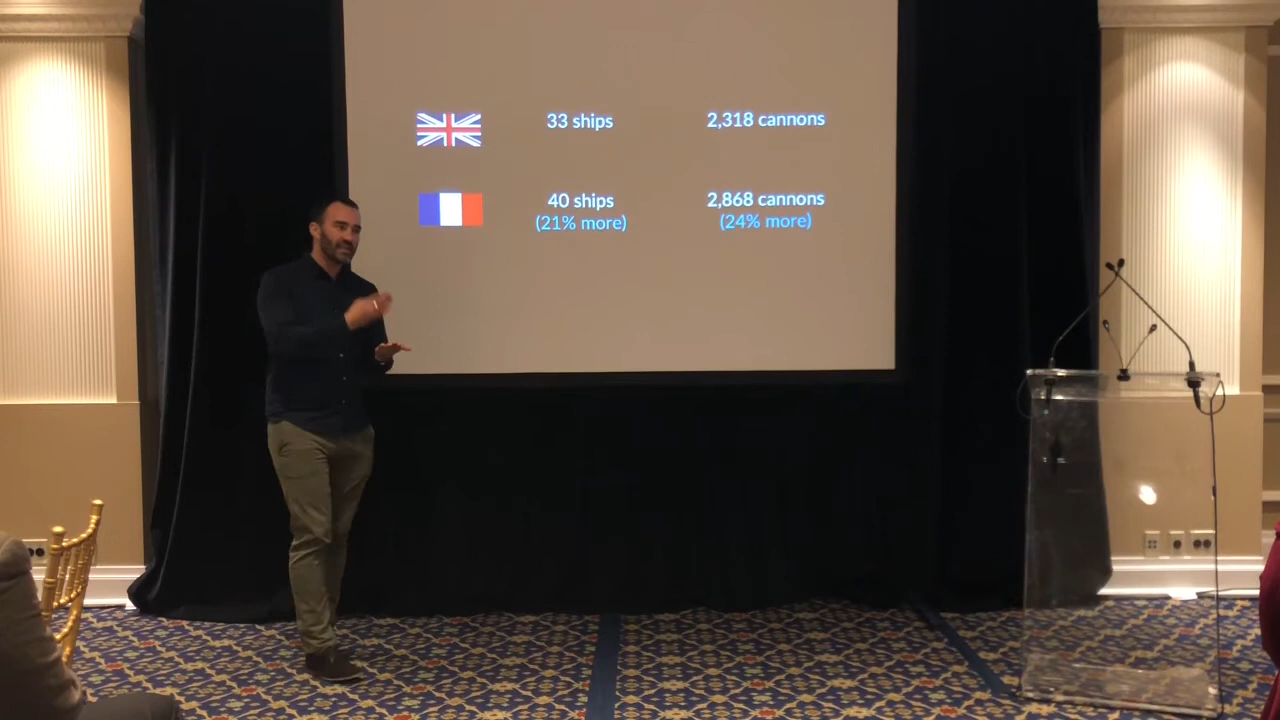 33 ships
2,318 cannons
40 ships
(21% more)
2,868 cannons
(24% more)